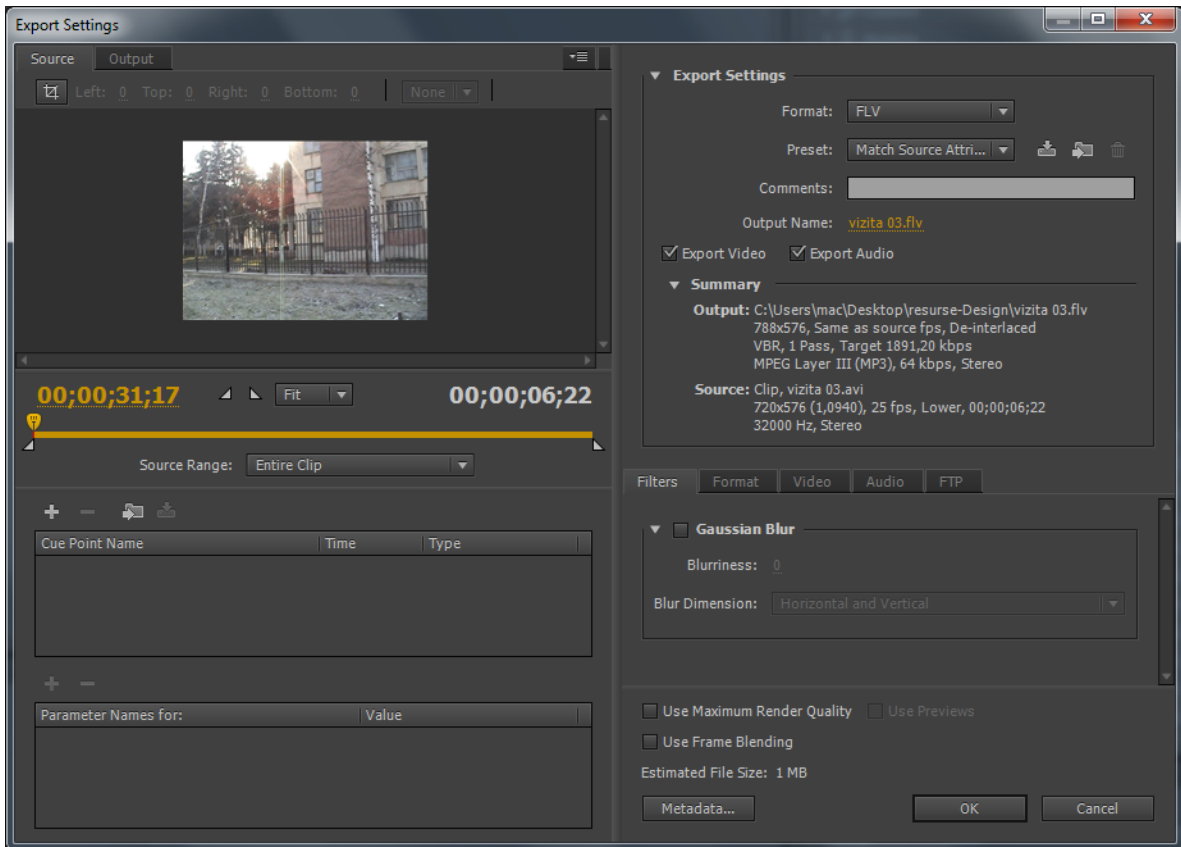 Export Settings
Source
Output
Left: 0 Top: 0 Right: 0 Bottom: 0
None
00;00;31;17
Fit
00;00;06;22
Source Range: Entire Clip
Cue Point Name
Time
Type
Parameter Names for:
Value
Export Settings
Format: FLV
Preset: Match Source Attri...
Comments:
Output Name: vizita 03.flv
Export Video
Export Audio
Summary
Output: C:\Users\mac\Desktop\resurse-Design\vizita 03.flv
788x576, Same as source fps, De-interlaced
VBR, 1 Pass, Target 1891,20 kbps
MPEG Layer III (MP3), 64 kbps, Stereo
Source: Clip, vizita 03.avi
720x576 (1,0940), 25 fps, Lower, 00;00;06;22
32000 Hz, Stereo
Filters
Format
Video
Audio
FTP
Gaussian Blur
Blurriness: 0
Blur Dimension: Horizontal and Vertical
Use Maximum Render Quality
Use Previews
Use Frame Blending
Estimated File Size: 1 MB
Metadata...
OK
Cancel